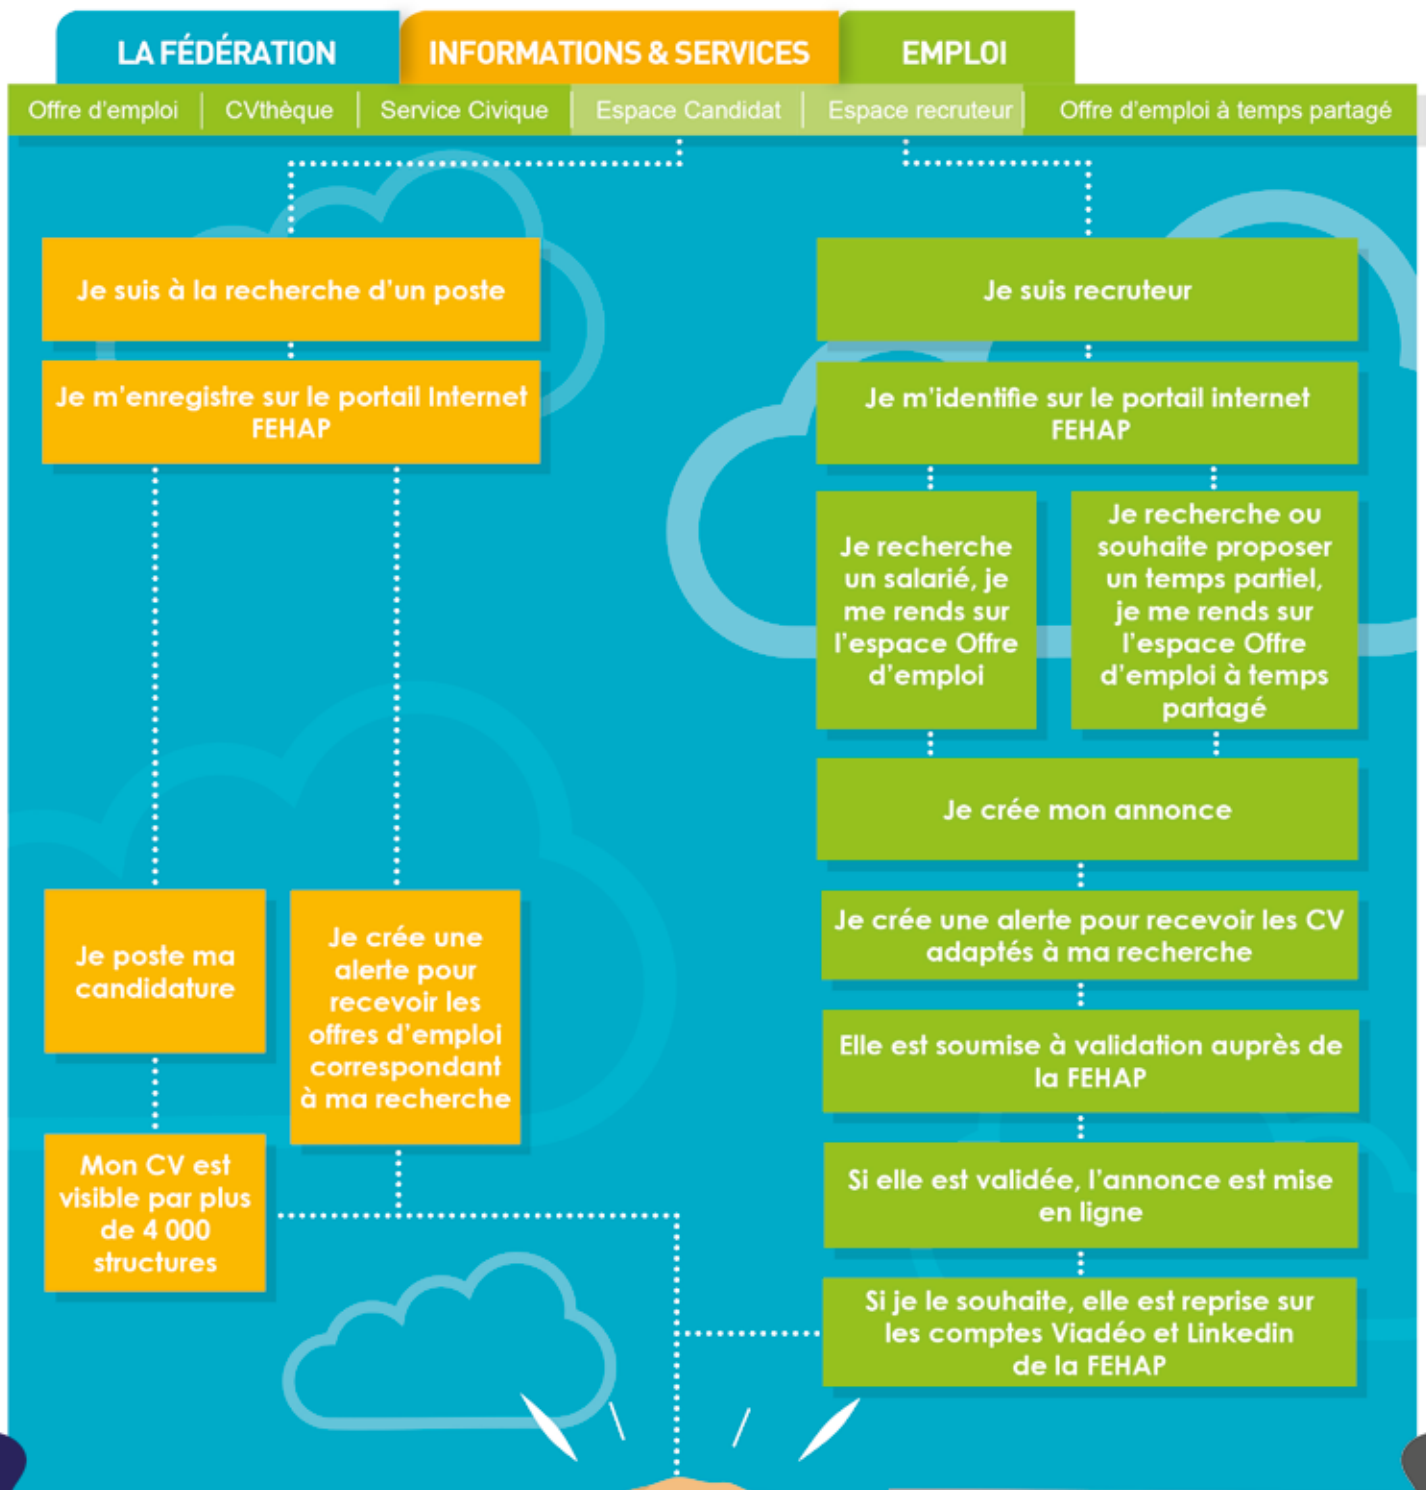 LA FÉDÉRATION
INFORMATIONS & SERVICES
EMPLOI
Offre d'emploi
CVthèque
Service Civique
Espace Candidat
Espace recruteur
Offre d'emploi à temps partagé
Je suis à la recherche d'un poste
Je m'enregistre sur le portail Internet
FEHAP
Je poste ma
candidature
Mon CV est
visible par plus
de 4 000
structures
Je crée une
alerte pour
recevoir les
offres d'emploi
correspondant
à ma recherche
Je suis recruteur
Je m'identifie sur le portail internet
FEHAP
Je recherche
un salarié, je
me rends sur
l'espace Offre
d'emploi
Je recherche ou
souhaite proposer
un temps partiel,
je me rends sur
l'espace Offre
d'emploi à temps
partagé
Je crée mon annonce
Je crée une alerte pour recevoir les CV
adaptés à ma recherche
Elle est soumise à validation auprès de
la FEHAP
Si elle est validée, l'annonce est mise
en ligne
Si je le souhaite, elle est reprise sur
les comptes Viadéo et Linkedin
de la FEHAP